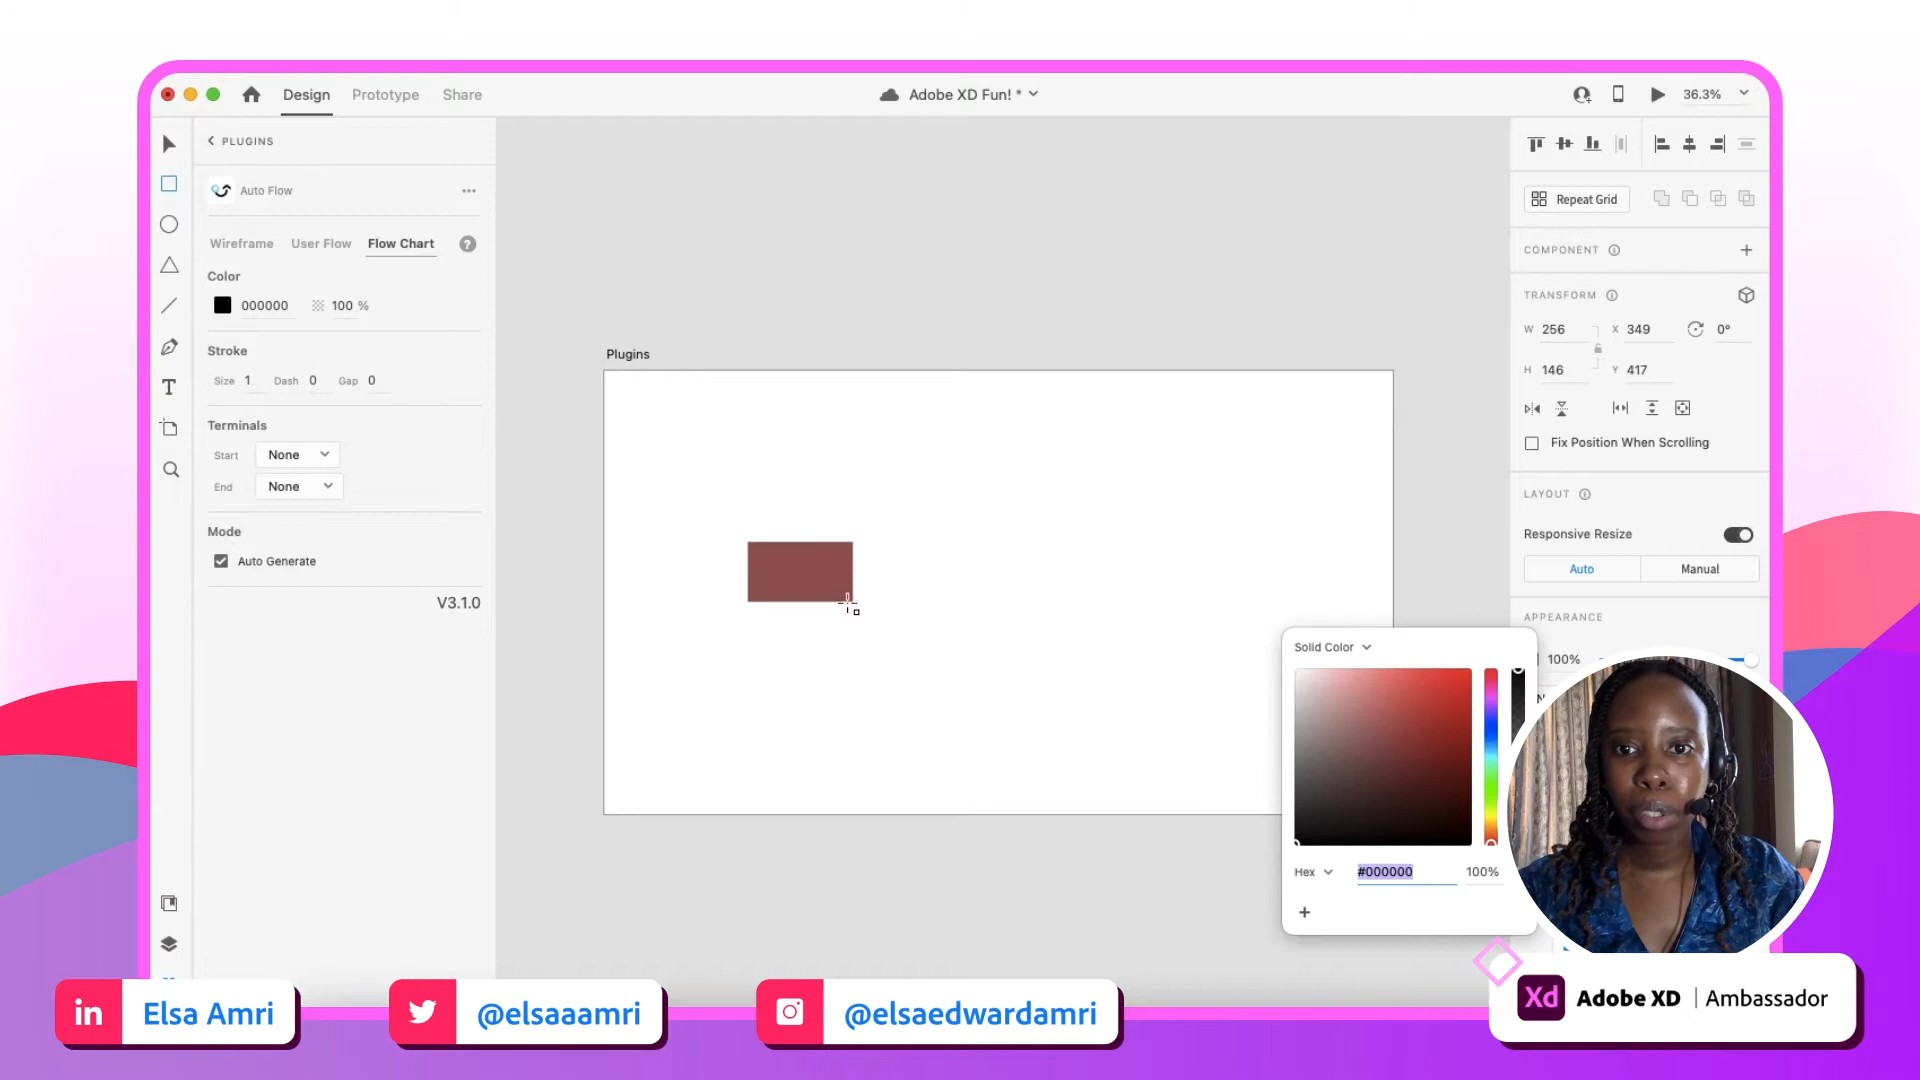 Design
Prototype
Share
Adobe XD Fun! *
36.3%
PLUGINS
Auto Flow
Wireframe
User Flow
Flow Chart
?
Color
000000
100 %
Stroke
Size 1
Dash 0
Gap 0
Terminals
Start
None
End
None
Mode
Auto Generate
V3.1.0
Plugins
Repeat Grid
COMPONENT
TRANSFORM
W 256
X 349
0°
H 146
Y 417
Fix Position When Scrolling
LAYOUT
Responsive Resize
Auto
Manual
APPEARANCE
100%
Solid Color
Hex
#000000
100%
in
Elsa Amri
@elsaaamri
@elsaedwardamri
Xd
Adobe XD | Ambassador